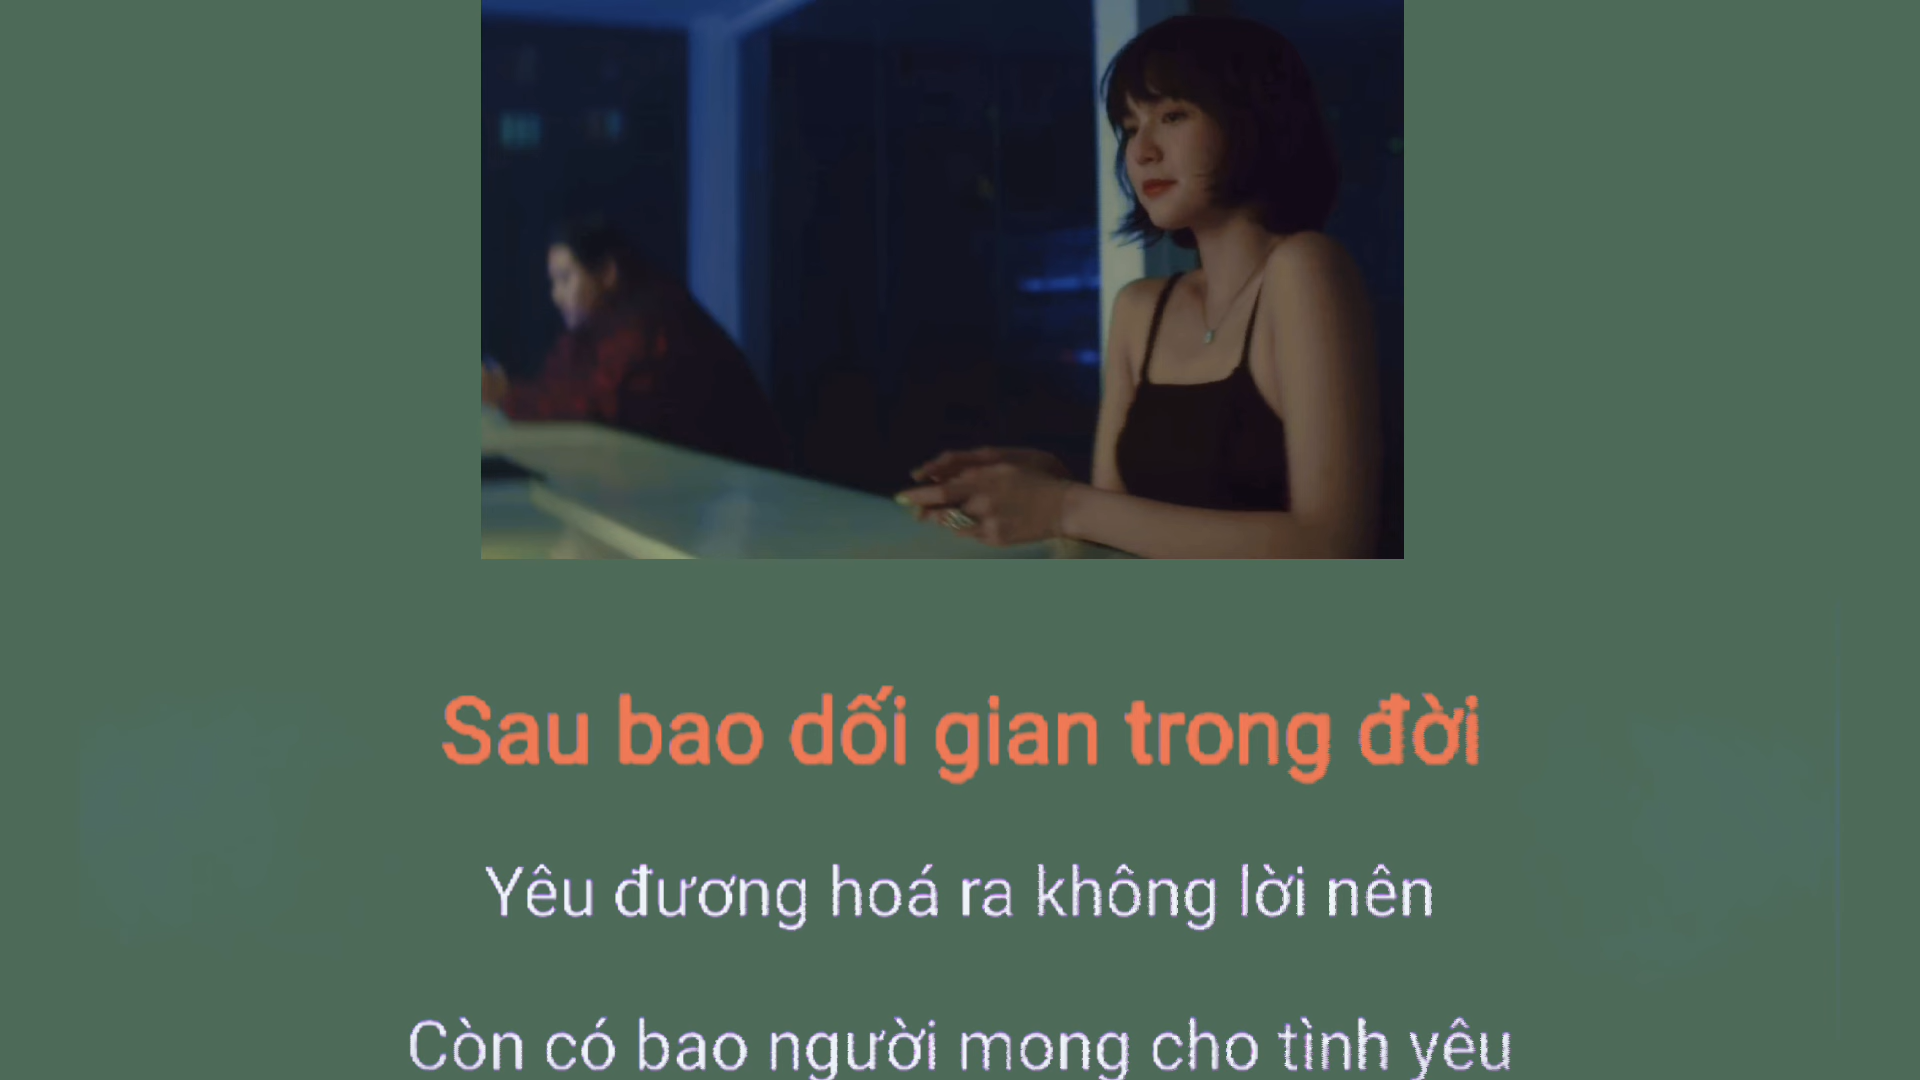 Sau bao dối gian trong đời
Yêu đương hoá ra không lời nên
Còn có bao người mong cho tình yêu